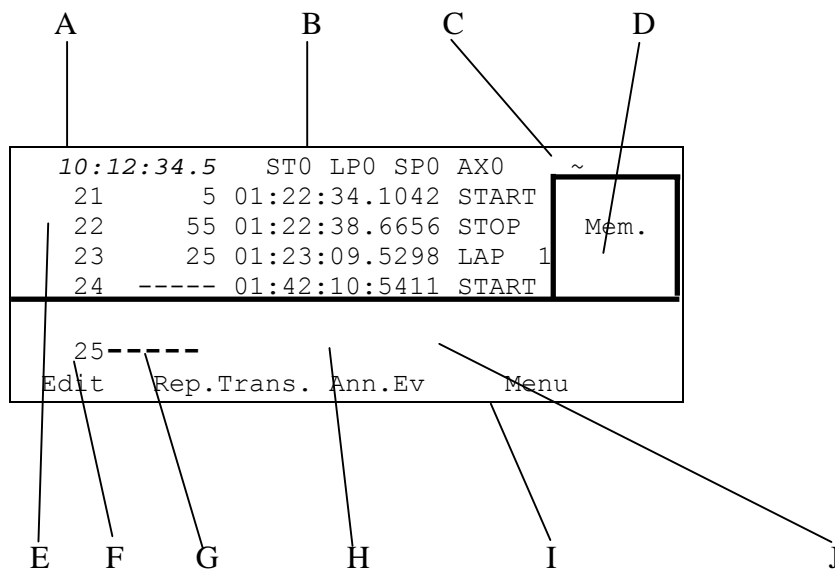 A B C D
10:12:34.5 ST0 LP0 SP0 AX0 ~
21 5 01:22:34.1042 START
22 55 01:22:38.6656 STOP Mem.
23 25 01:23:09.5298 LAP 1
24 ----- 01:42:10:5411 START
25-----
Edit Rep.Trans. Ann.Ev Menu
E F G H I J